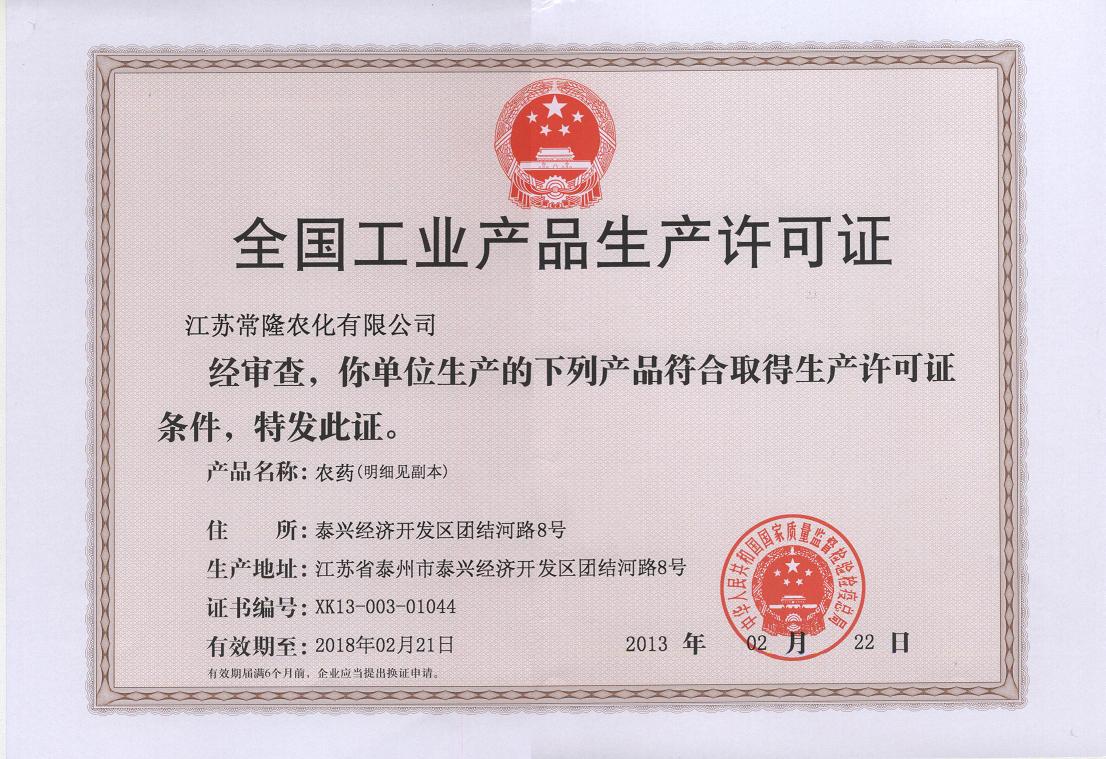 全国工业产品生产许可证
江苏常隆农化有限公司
经审查，你单位生产的下列产品符合取得生产许可证
条件，特发此证。
产品名称：农药(明细见副本)
住　　所：泰兴经济开发区团结河路8号
生产地址：江苏省泰州市泰兴经济开发区团结河路8号
证书编号：XK13-003-01044
有效期至：2018年02月21日
2013 年 02 月 22 日
有效期届满6个月前，企业应当提出换证申请。
中华人民共和国国家质量监督检验检疫总局